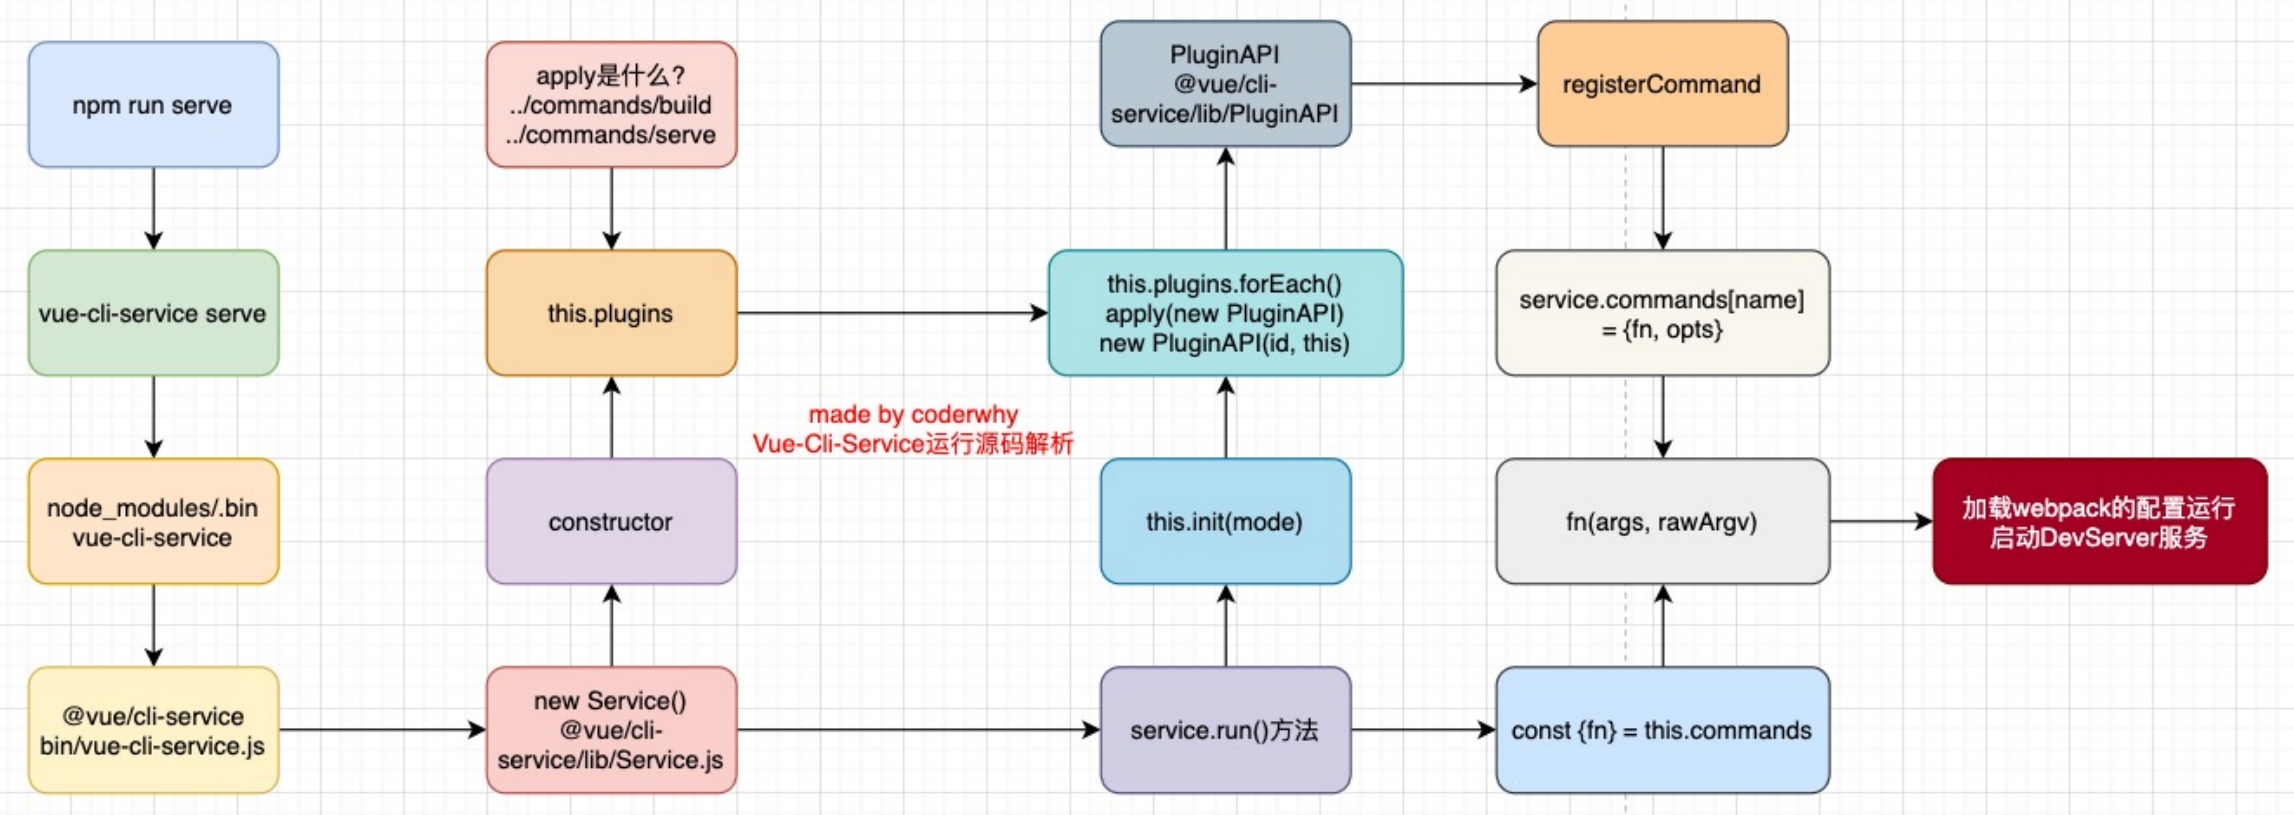 npm run serve
vue-cli-service serve
node_modules/.bin
vue-cli-service
@vue/cli-service
bin/vue-cli-service.js
apply是什么?
../commands/build
../commands/serve
this.plugins
constructor
new Service()
@vue/cli-
service/lib/Service.js
made by coderwhy
Vue-Cli-Service运行源码解析
PluginAPI
@vue/cli-
service/lib/PluginAPI
this.plugins.forEach()
apply(new PluginAPI)
new PluginAPI(id, this)
this.init(mode)
service.run()方法
registerCommand
service.commands[name]
= {fn, opts}
fn(args, rawArgv)
const {fn} = this.commands
加载webpack的配置运行
启动DevServer服务